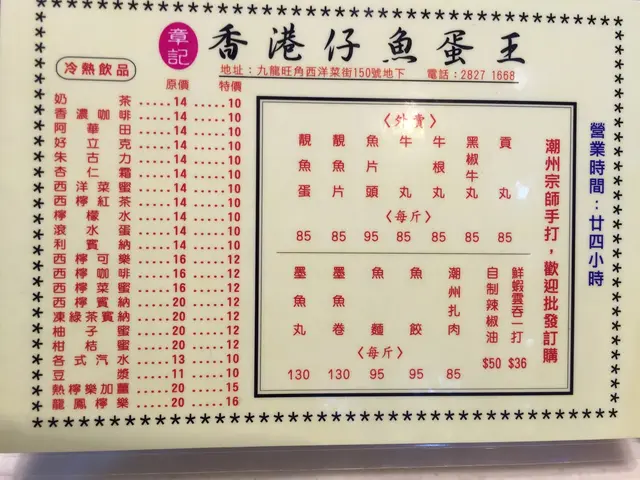 章記
香港仔魚蛋王
地址：九龍旺角西洋菜街150號地下 電話：2827 1668
冷熱飲品
原價 特價
奶茶.....14.....10
香濃咖啡.....14.....10
阿華田.....14.....10
好立克.....14.....10
朱古力.....14.....10
杏仁霜.....14.....10
西洋菜蜜.....14.....10
西檸紅茶.....14.....10
檸檬水.....14.....10
滾水蛋.....14.....10
利賓納.....14.....10
西檸可樂.....16.....12
西檸咖啡.....16.....12
西檸菜蜜.....16.....12
西檸賓納.....20.....12
凍綠茶賓納.....20.....12
柚子蜜.....20.....12
柑桔蜜.....20.....12
各式汽水.....13.....10
豆漿.....11.....10
熱檸樂加薑.....20.....15
龍鳳檸樂.....20.....16
〈外賣〉
靚魚蛋 靚魚片 魚片頭 牛丸 牛根丸 黑椒牛丸 貢丸
〈每斤〉
85 85 95 85 85 85 85
墨魚丸 墨魚卷 魚麵 魚餃 潮州扎肉
〈每斤〉
130 130 95 95 85
自制辣椒油 $50
鮮蝦雲吞一打 $36
潮州宗師手打，歡迎批發訂購
營業時間：廿四小時